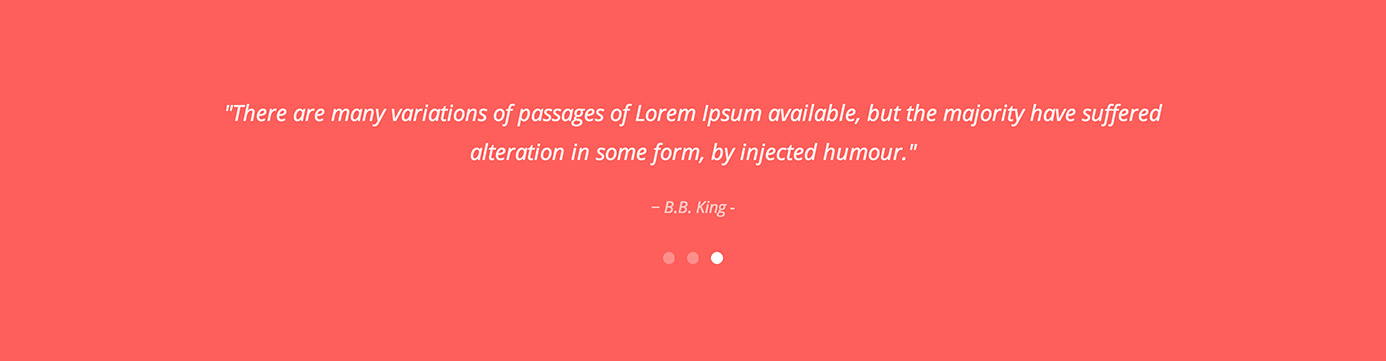 "There are many variations of passages of Lorem Ipsum available, but the majority have suffered
alteration in some form, by injected humour."
– B.B. King -